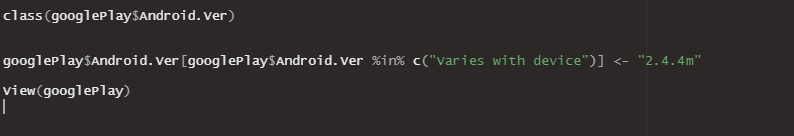 class(googlePlay$Android.Ver)
googlePlay$Android.Ver[googlePlay$Android.Ver %in% c("Varies with device")] <- "2.4.4m"
View(googlePlay)